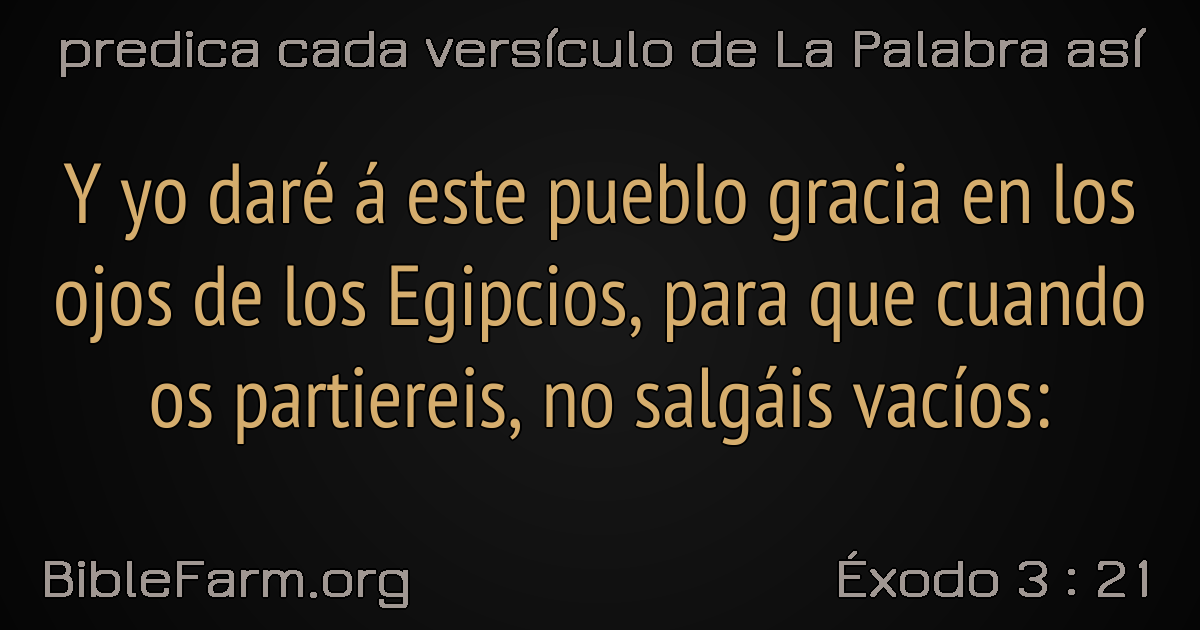 predica cada versículo de La Palabra así
Y yo daré á este pueblo gracia en los
ojos de los Egipcios, para que cuando
os partiereis, no salgáis vacíos:
BibleFarm.org
Éxodo 3 : 21